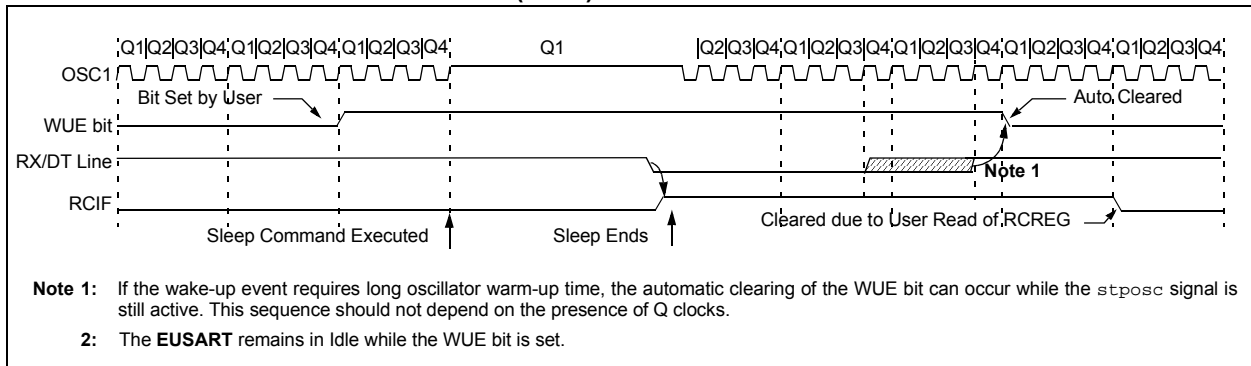 Q1|Q2|Q3|Q4 Q1|Q2|Q3|Q4 Q1|Q2|Q3|Q4 Q1 |Q2|Q3|Q4 Q1|Q2|Q3|Q4 Q1|Q2|Q3|Q4 Q1|Q2|Q3|Q4 Q1|Q2|Q3|Q4
OSC1
Bit Set by User Auto Cleared
WUE bit
RX/DT Line
Note 1
RCIF
Cleared due to User Read of RCREG
Sleep Command Executed Sleep Ends
Note 1: If the wake-up event requires long oscillator warm-up time, the automatic clearing of the WUE bit can occur while the stposc signal is
still active. This sequence should not depend on the presence of Q clocks.
2: The EUSART remains in Idle while the WUE bit is set.